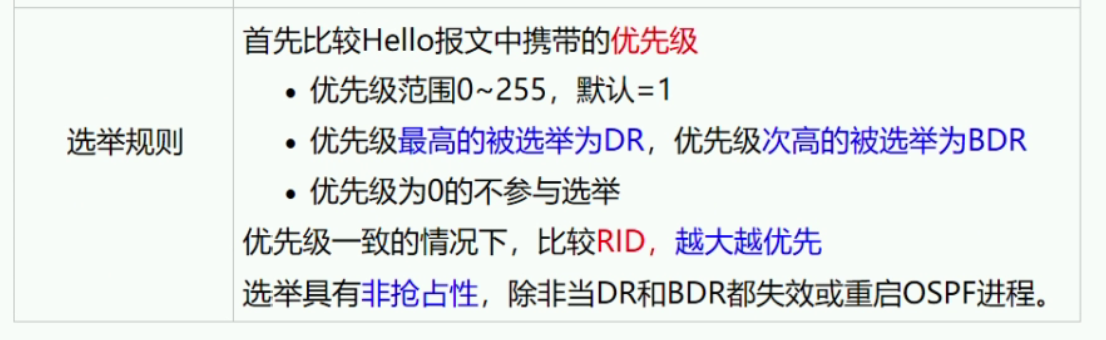 选举规则
首先比较Hello报文中携带的优先级
• 优先级范围0~255，默认=1
• 优先级最高的被选举为DR，优先级次高的被选举为BDR
• 优先级为0的不参与选举
优先级一致的情况下，比较RID，越大越优先
选举具有非抢占性，除非当DR和BDR都失效或重启OSPF进程。